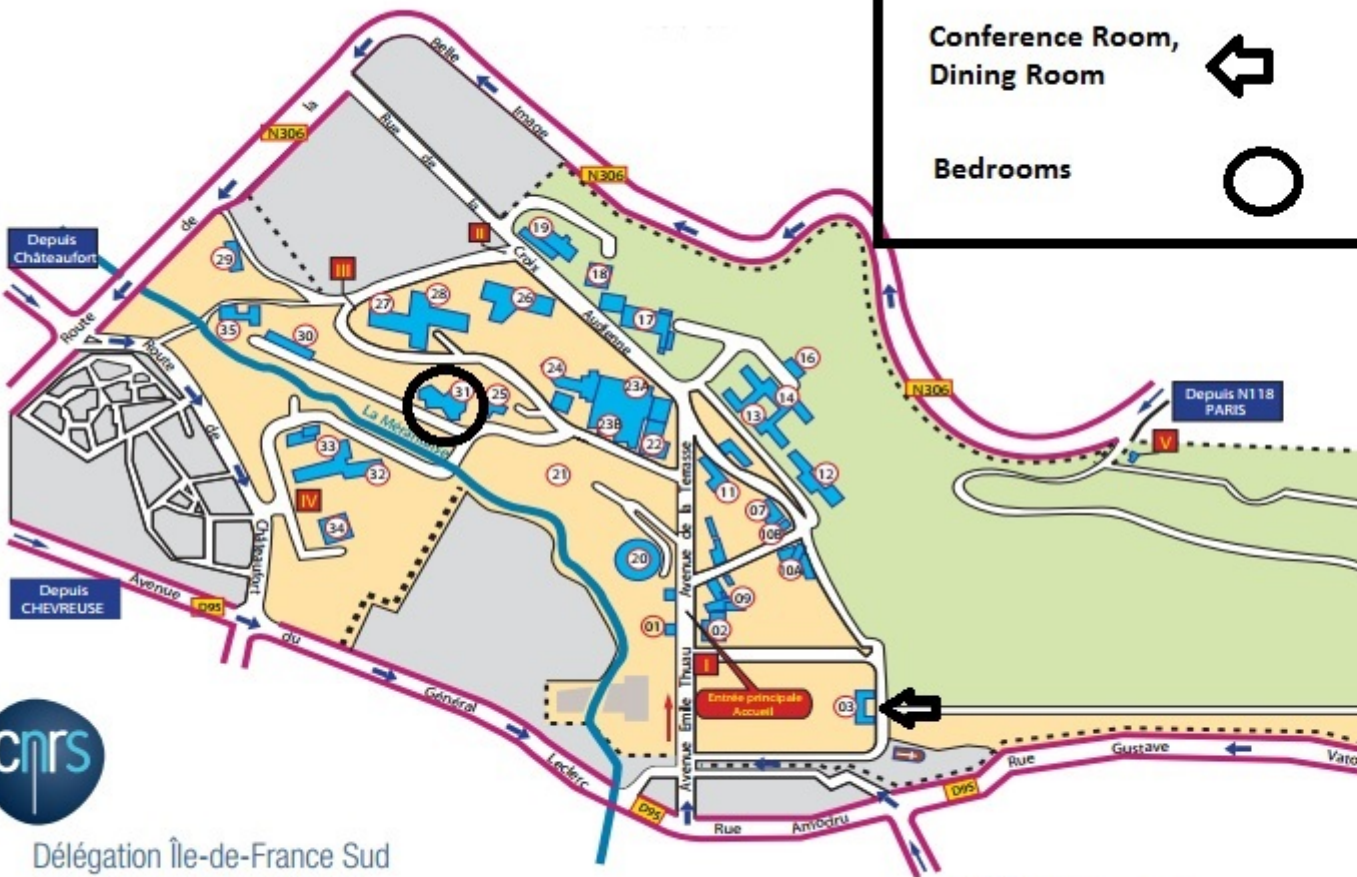 Conference Room,
Dining Room
Bedrooms
Belle
Image
la
de
Route
N306
N306
N306
Rue
de
la
Croix
Audrenne
Depuis
Châteaufort
Depuis N118
PARIS
Depuis
CHEVREUSE
II
III
IV
V
I
19
18
29
27
28
26
17
35
30
16
24
23A
31
25
14
13
23B
22
33
32
21
12
11
07
34
10B
20
10A
09
01
02
03
Route
de
Châteaufort
La Mérantaise
Avenue de la Terrasse
Avenue Émile Thuau
Entrée principale
Accueil
Avenue
du
Général
Leclerc
D95
D95
D95
Rue
Amodru
Rue
Gustave
Vato
cnrs
Délégation Île-de-France Sud